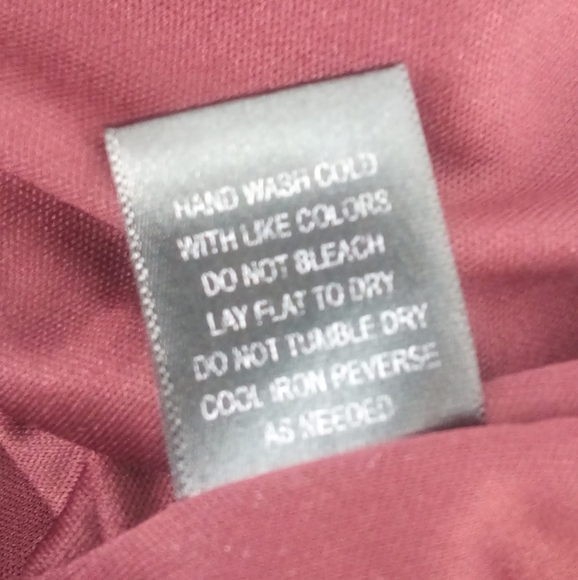 HAND WASH COLD
WITH LIKE COLORS
DO NOT BLEACH
LAY FLAT TO DRY
DO NOT TUMBLE DRY
COOL IRON REVERSE
AS NEEDED